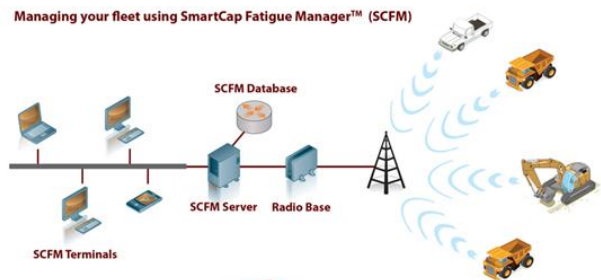 Managing your fleet using SmartCap Fatigue Manager™ (SCFM)
SCFM Database
SCFM Server
Radio Base
SCFM Terminals